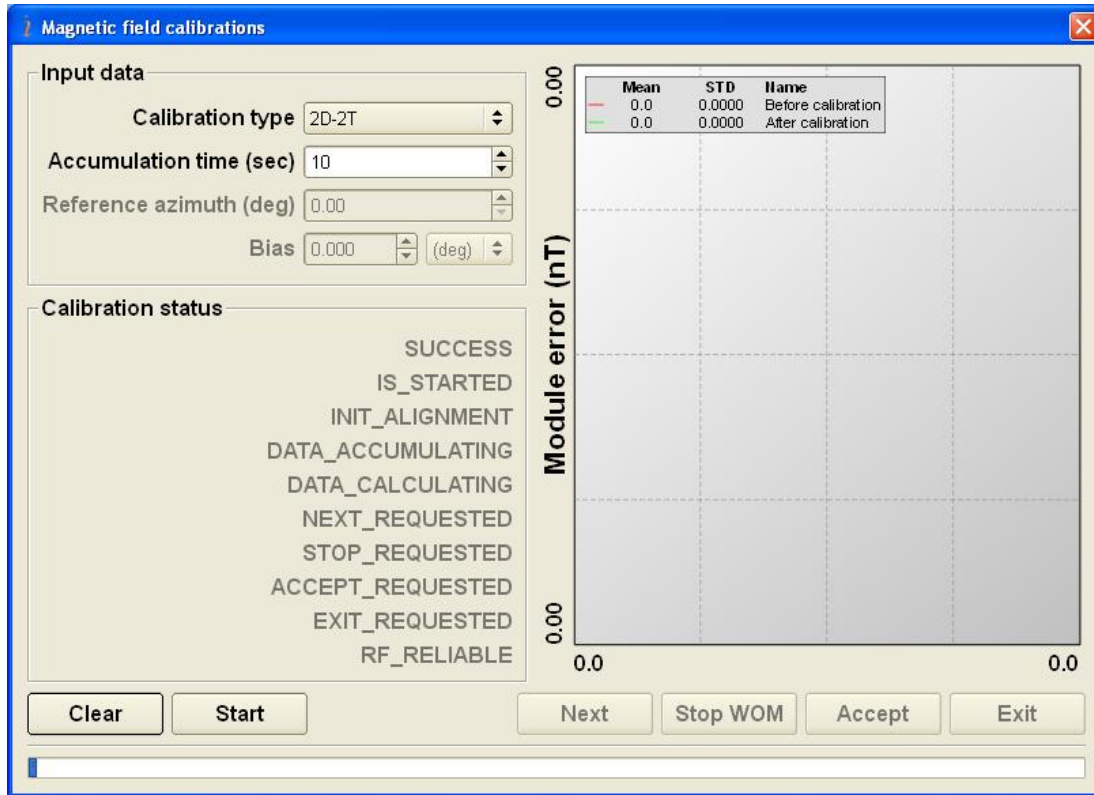 Magnetic field calibrations
Input data
Calibration type 2D-2T
Accumulation time (sec) 10
Reference azimuth (deg) 0.00
Bias 0.000 (deg)
Calibration status
SUCCESS
IS_STARTED
INIT_ALIGNMENT
DATA_ACCUMULATING
DATA_CALCULATING
NEXT_REQUESTED
STOP_REQUESTED
ACCEPT_REQUESTED
EXIT_REQUESTED
RF_RELIABLE
0.00
Mean STD Name
0.0 0.0000 Before calibration
0.0 0.0000 After calibration
Module error (nT)
0.00
0.0 0.0
Clear Start Next Stop WOM Accept Exit